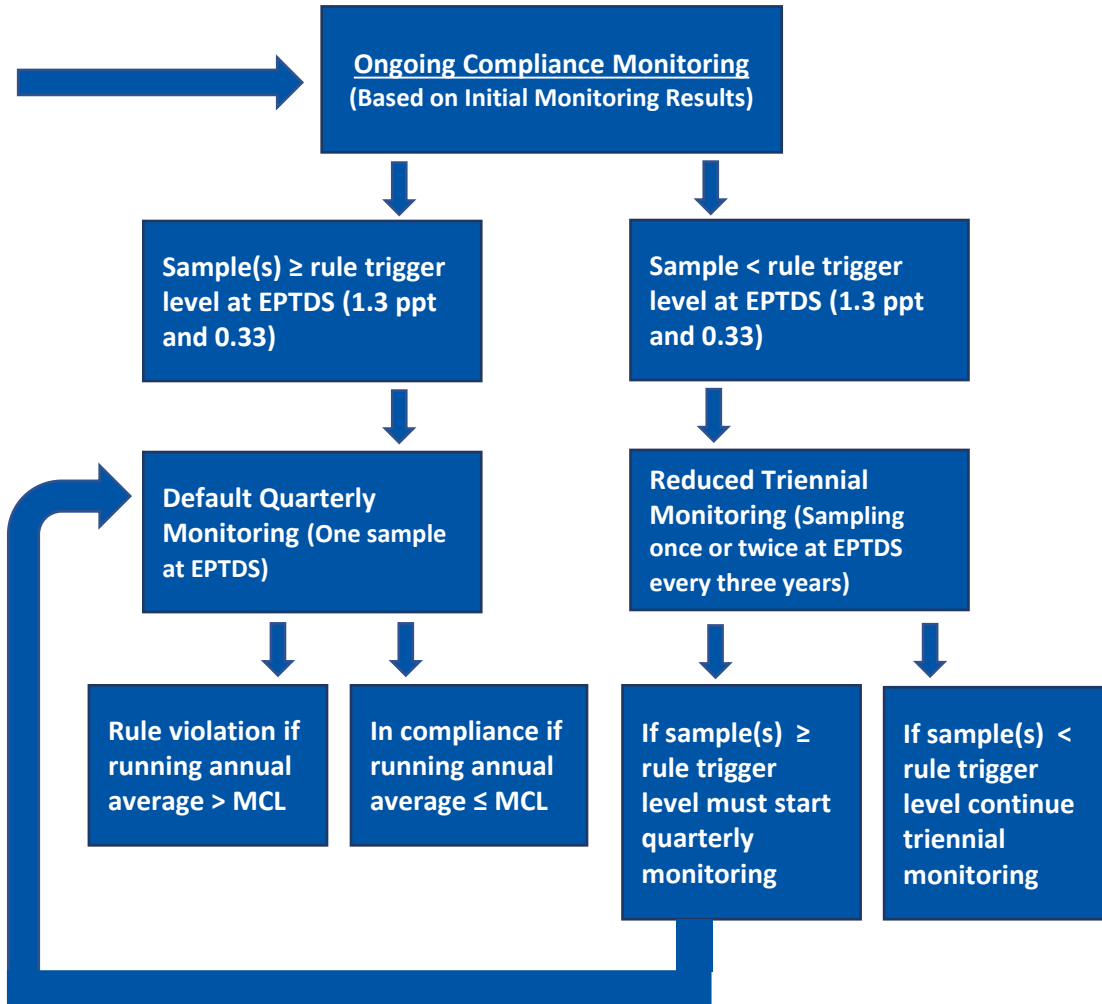 Ongoing Compliance Monitoring
(Based on Initial Monitoring Results)
Sample(s) ≥ rule trigger
level at EPTDS (1.3 ppt
and 0.33)
Sample < rule trigger
level at EPTDS (1.3 ppt
and 0.33)
Default Quarterly
Monitoring (One sample
at EPTDS)
Reduced Triennial
Monitoring (Sampling
once or twice at EPTDS
every three years)
Rule violation if
running annual
average > MCL
In compliance if
running annual
average ≤ MCL
If sample(s) ≥
rule trigger
level must start
quarterly
monitoring
If sample(s) <
rule trigger
level continue
triennial
monitoring